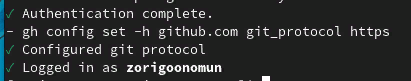 ✓ Authentication complete.
- gh config set -h github.com git_protocol https
✓ Configured git protocol
✓ Logged in as zorigoonomun